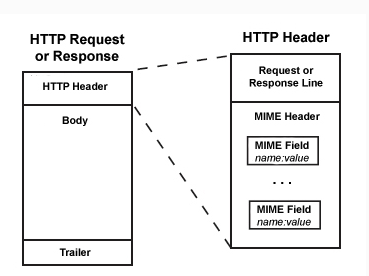 HTTP Request
or Response
HTTP Header
Body
Trailer
HTTP Header
Request or
Response Line
MIME Header
MIME Field
name:value
. . .
MIME Field
name:value